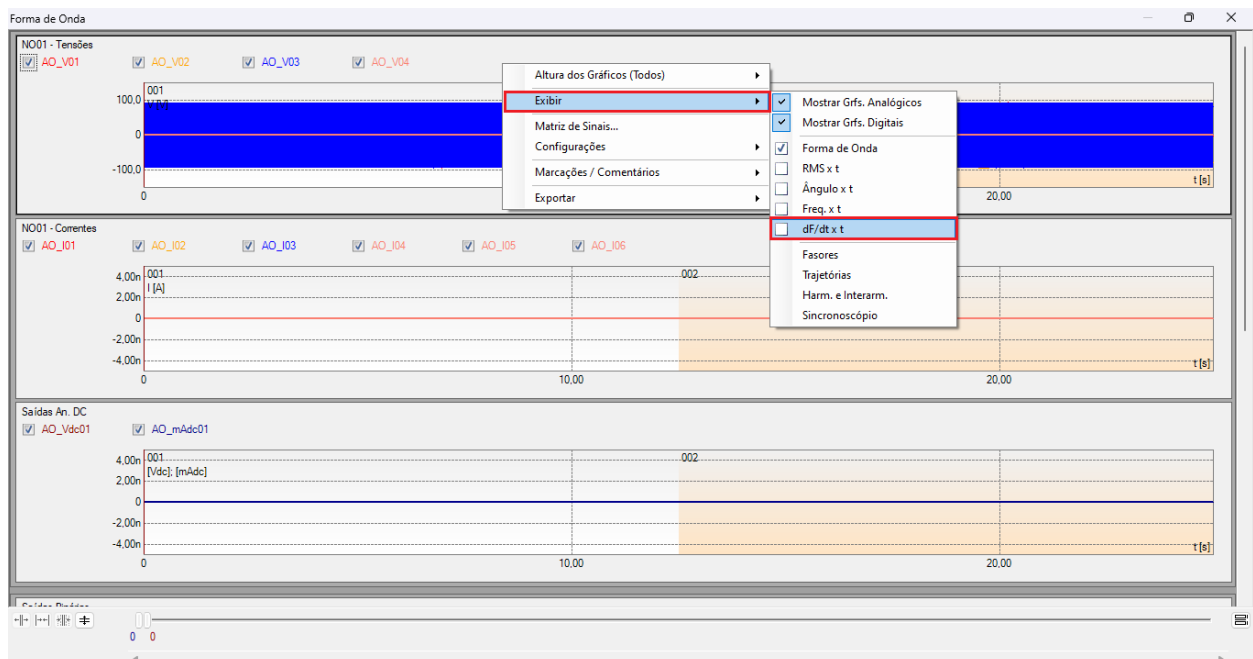 Forma de Onda
NO01 - Tensões
AO_V01 AO_V02 AO_V03 AO_V04
001
100,0
0
-100,0
t [s]
0 20,00
Altura dos Gráficos (Todos)
Exibir
Matriz de Sinais...
Configurações
Marcações / Comentários
Exportar
Mostrar Grfs. Analógicos
Mostrar Grfs. Digitais
Forma de Onda
RMS x t
Ângulo x t
Freq. x t
dF/dt x t
Fasores
Trajetórias
Harm. e Interarm.
Sincronoscópio
NO01 - Correntes
AO_I01 AO_I02 AO_I03 AO_I04 AO_I05 AO_I06
001 002
I [A]
4,00n
2,00n
0
-2,00n
-4,00n
t [s]
0 10,00 20,00
Saídas An. DC
AO_Vdc01 AO_mAdc01
001 002
[Vdc]; [mAdc]
4,00n
2,00n
0
-2,00n
-4,00n
t [s]
0 10,00 20,00
0 0